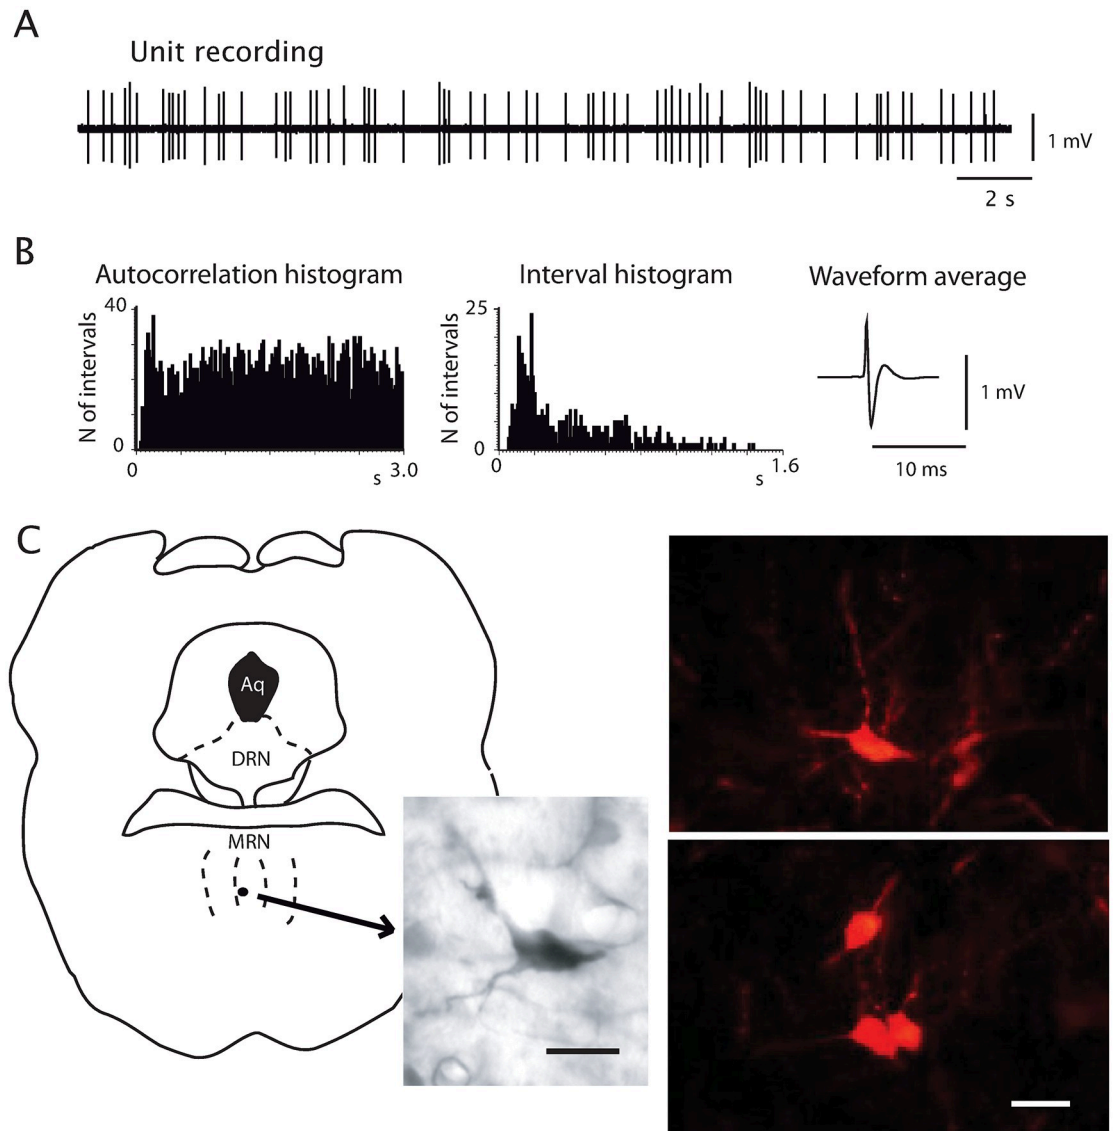 A
Unit recording
1 mV
2 s
B
Autocorrelation histogram
40
N of intervals
0
0
s
3.0
Interval histogram
25
N of intervals
0
0
s
1.6
Waveform average
1 mV
10 ms
C
Aq
DRN
MRN